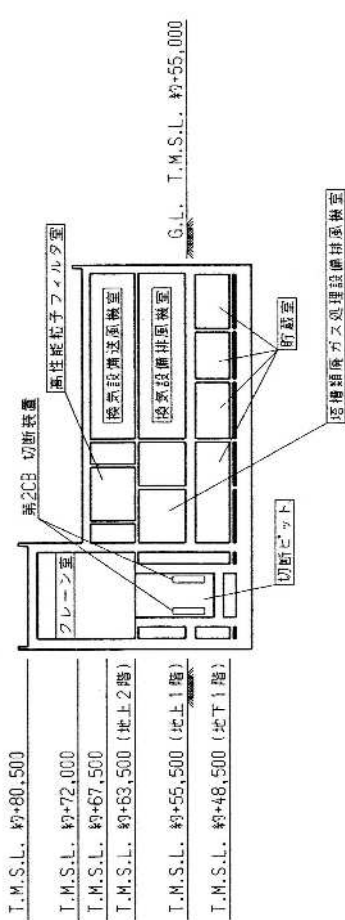 T.M.S.L. 約+80,500
T.M.S.L. 約+72,000
T.M.S.L. 約+67,500
T.M.S.L. 約+63,500 (地上2階)
T.M.S.L. 約+55,500 (地上1階)
T.M.S.L. 約+48,500 (地下1階)
クレーン室
第2CB 切断装置
高性能粒子フィルタ室
換気設備送風機室
換気設備排風機室
G.L. T.M.S.L. 約+55,000
切断ピット
貯蔵室
塔槽類廃ガス処理設備排風機室